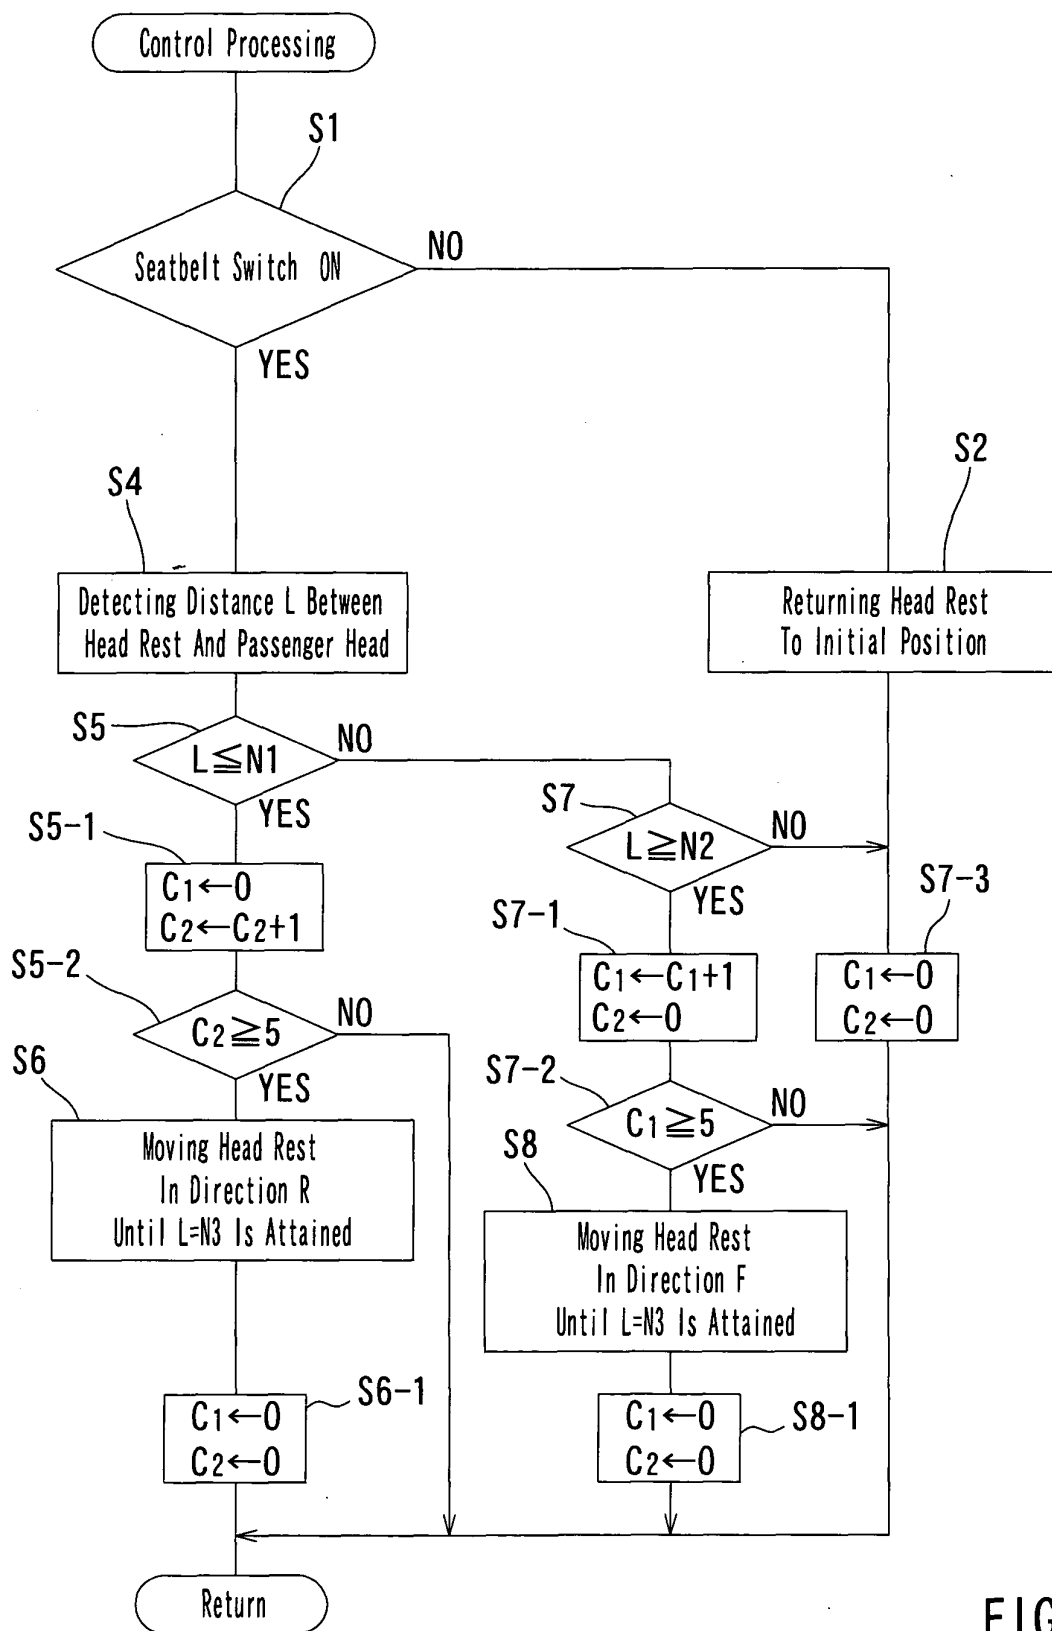 Control Processing
S1
Seatbelt Switch ON
NO
YES
S2
S4
Detecting Distance L Between
Head Rest And Passenger Head
Returning Head Rest
To Initial Position
S5
L≦N1
NO
YES
S7
L≧N2
NO
YES
S5-1
C1←0
C2←C2+1
S7-1
C1←C1+1
C2←0
S7-3
C1←0
C2←0
S5-2
C2≧5
NO
YES
S7-2
C1≧5
NO
YES
S6
Moving Head Rest
In Direction R
Until L=N3 Is Attained
S8
Moving Head Rest
In Direction F
Until L=N3 Is Attained
S6-1
C1←0
C2←0
S8-1
C1←0
C2←0
Return
FIG